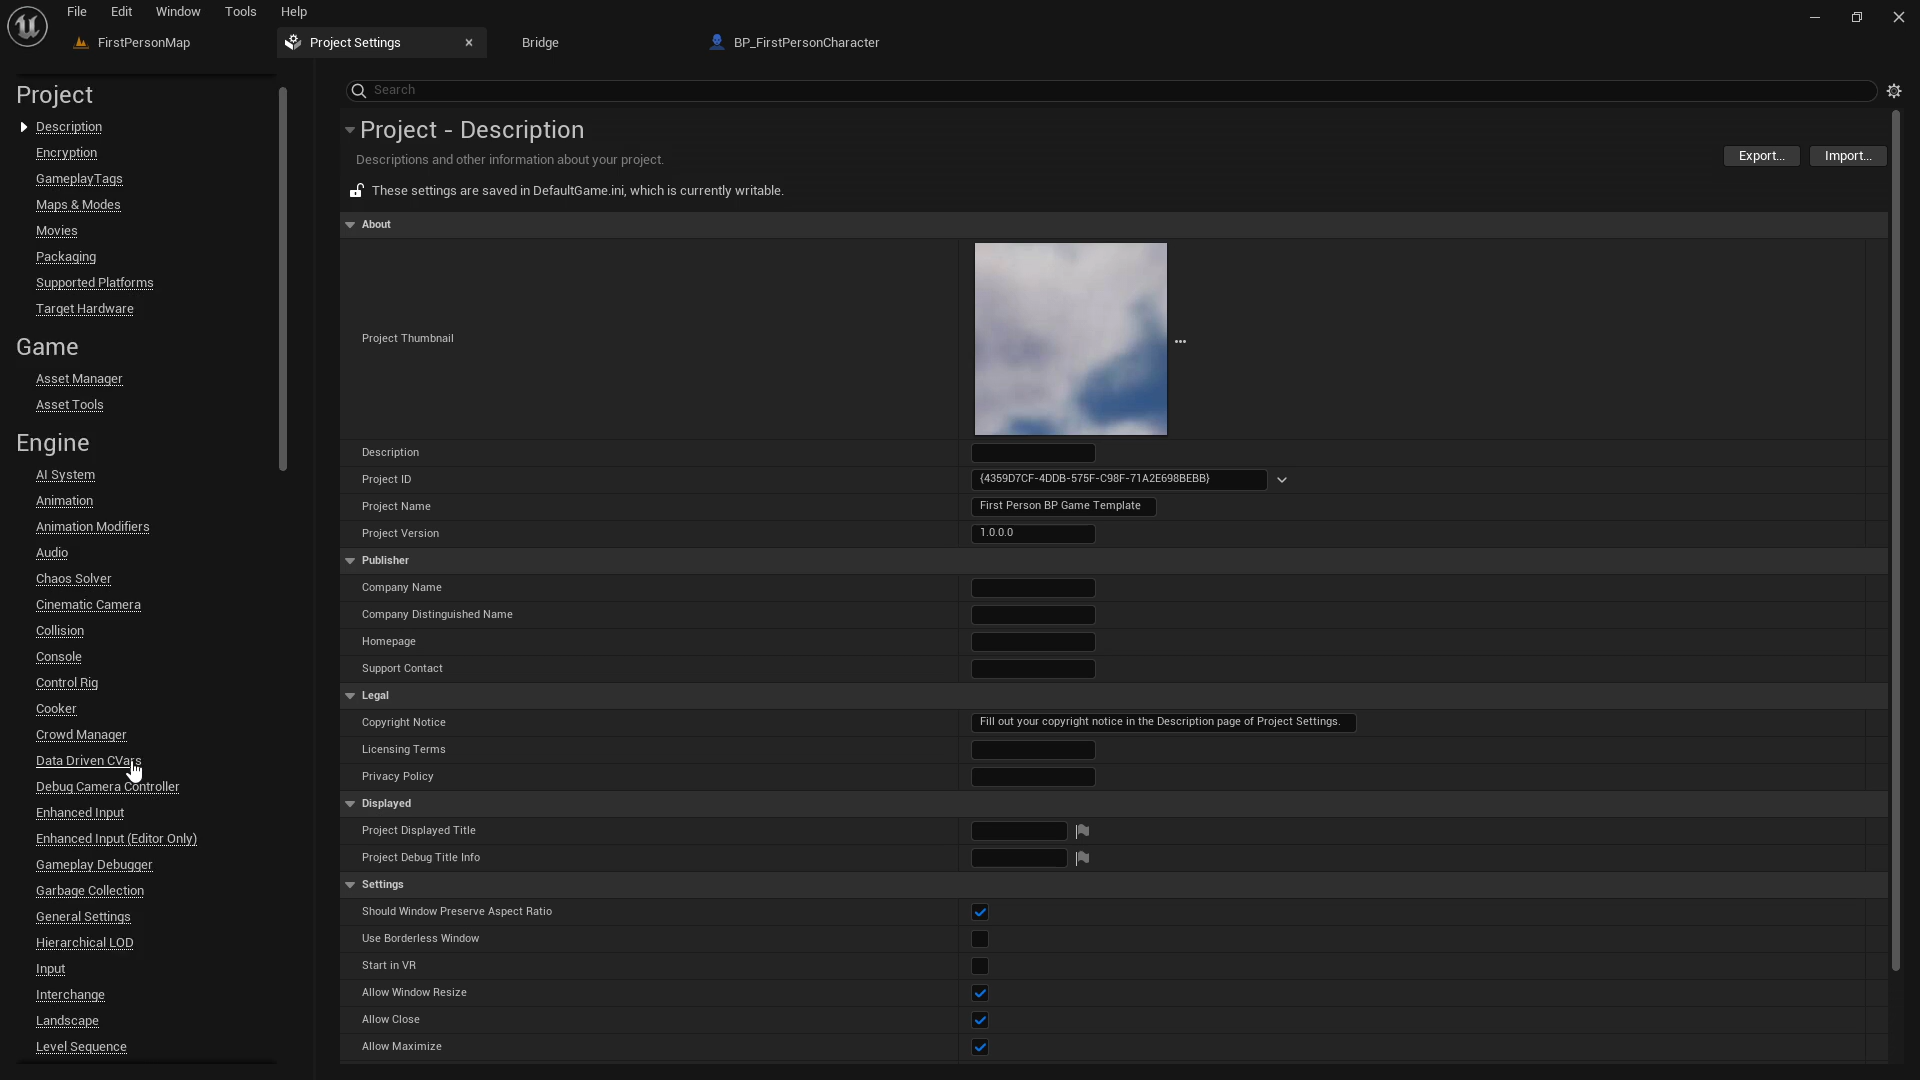 File Edit Window Tools Help
FirstPersonMap Project Settings Bridge BP_FirstPersonCharacter
Project
Description
Encryption
GameplayTags
Maps & Modes
Movies
Packaging
Supported Platforms
Target Hardware
Game
Asset Manager
Asset Tools
Engine
AI System
Animation
Animation Modifiers
Audio
Chaos Solver
Cinematic Camera
Collision
Console
Control Rig
Cooker
Crowd Manager
Data Driven CVars
Debug Camera Controller
Enhanced Input
Enhanced Input (Editor Only)
Gameplay Debugger
Garbage Collection
General Settings
Hierarchical LOD
Input
Interchange
Landscape
Level Sequence
Search
Project - Description
Descriptions and other information about your project.
Export... Import...
These settings are saved in DefaultGame.ini, which is currently writable.
About
Project Thumbnail
Description
Project ID {4359D7CF-4DDB-575F-C98F-71A2E698BEBB}
Project Name First Person BP Game Template
Project Version 1.0.0.0
Publisher
Company Name
Company Distinguished Name
Homepage
Support Contact
Legal
Copyright Notice Fill out your copyright notice in the Description page of Project Settings.
Licensing Terms
Privacy Policy
Displayed
Project Displayed Title
Project Debug Title Info
Settings
Should Window Preserve Aspect Ratio
Use Borderless Window
Start in VR
Allow Window Resize
Allow Close
Allow Maximize